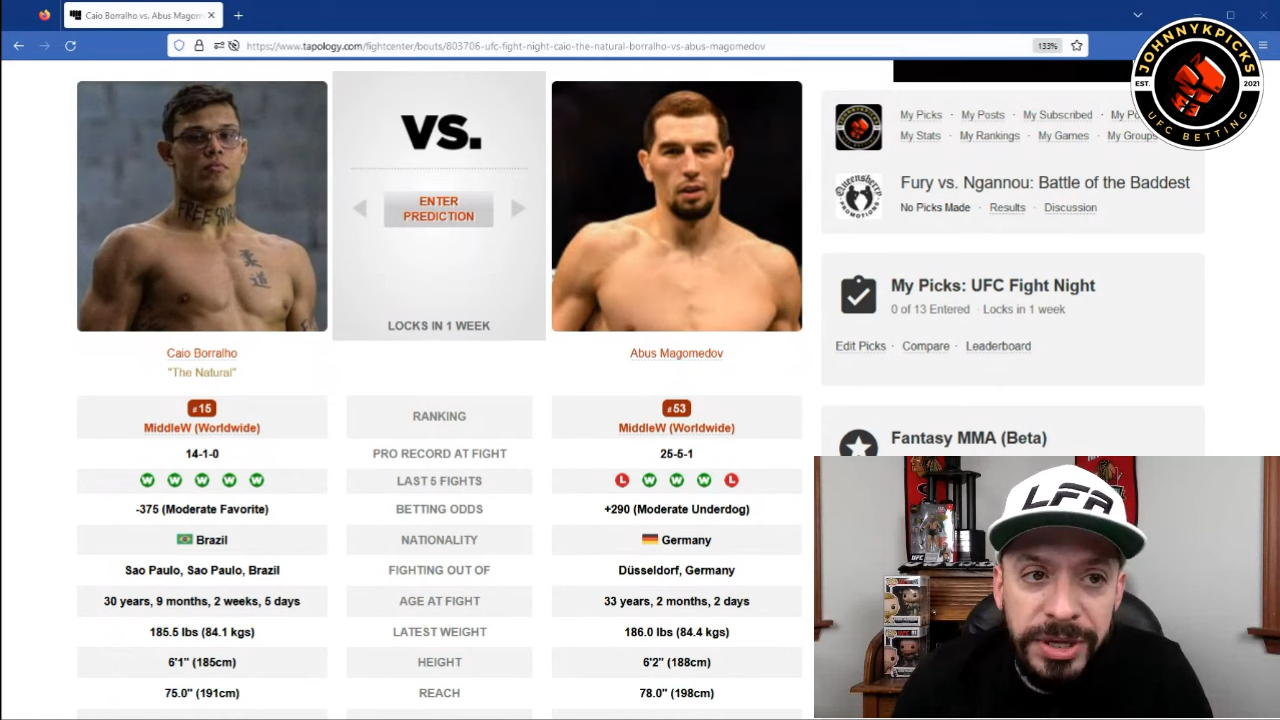 Caio Borralho vs. Abus Magom
https://www.tapology.com/fightcenter/bouts/803706-ufc-fight-night-caio-the-natural-borralho-vs-abus-magomedov
133%
JOHNNYKPICKS
EST. 2021
UFC BETTING
FREE
VS.
ENTER
PREDICTION
LOCKS IN 1 WEEK
My Picks · My Posts · My Subscribed ·
My Stats · My Rankings · My Games · My Groups
Queensberry
PROMOTIONS
Fury vs. Ngannou: Battle of the Baddest
No Picks Made · Results · Discussion
My Picks: UFC Fight Night
0 of 13 Entered · Locks in 1 week
Edit Picks · Compare · Leaderboard
Fantasy MMA (Beta)
Caio Borralho
"The Natural"
Abus Magomedov
#15 RANKING #53
MiddleW (Worldwide) MiddleW (Worldwide)
14-1-0 PRO RECORD AT FIGHT 25-5-1
W W W W W LAST 5 FIGHTS L W W W L
-375 (Moderate Favorite) BETTING ODDS +290 (Moderate Underdog)
Brazil NATIONALITY Germany
Sao Paulo, Sao Paulo, Brazil FIGHTING OUT OF Düsseldorf, Germany
30 years, 9 months, 2 weeks, 5 days AGE AT FIGHT 33 years, 2 months, 2 days
185.5 lbs (84.1 kgs) LATEST WEIGHT 186.0 lbs (84.4 kgs)
6'1" (185cm) HEIGHT 6'2" (188cm)
75.0" (191cm) REACH 78.0" (198cm)
LFA
UFC